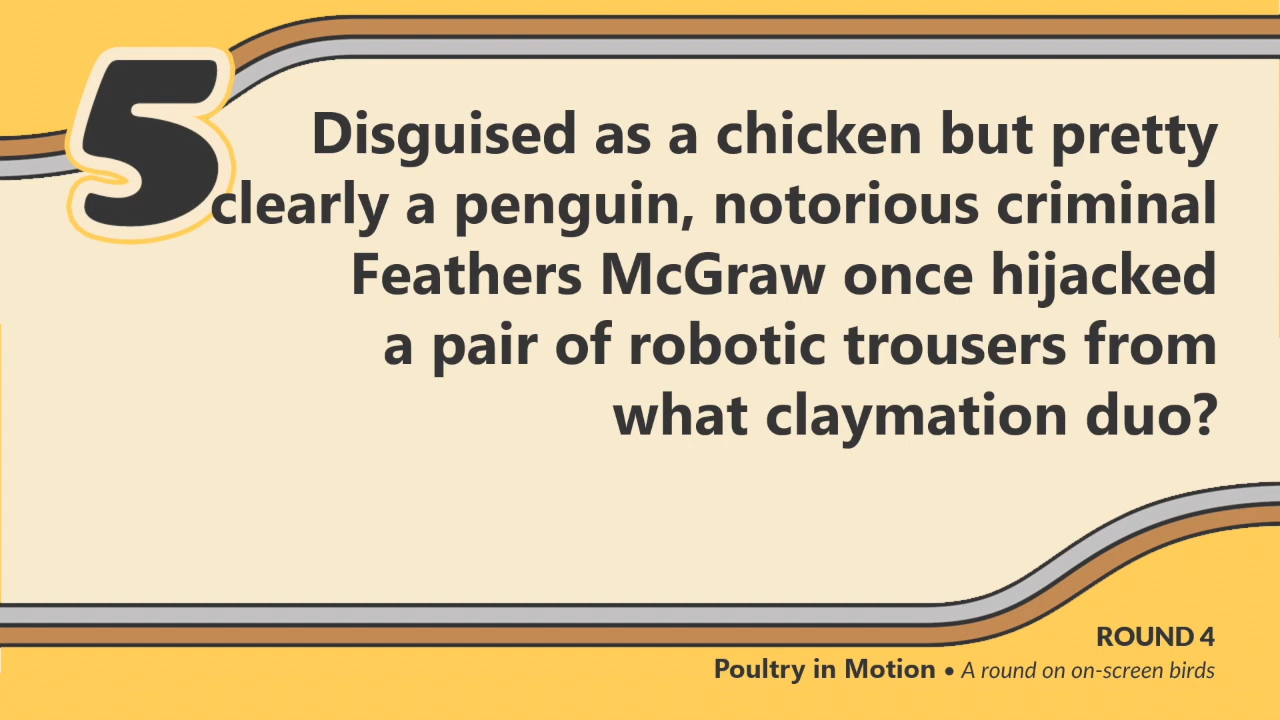 5
Disguised as a chicken but pretty
clearly a penguin, notorious criminal
Feathers McGraw once hijacked
a pair of robotic trousers from
what claymation duo?
ROUND 4
Poultry in Motion • A round on on-screen birds